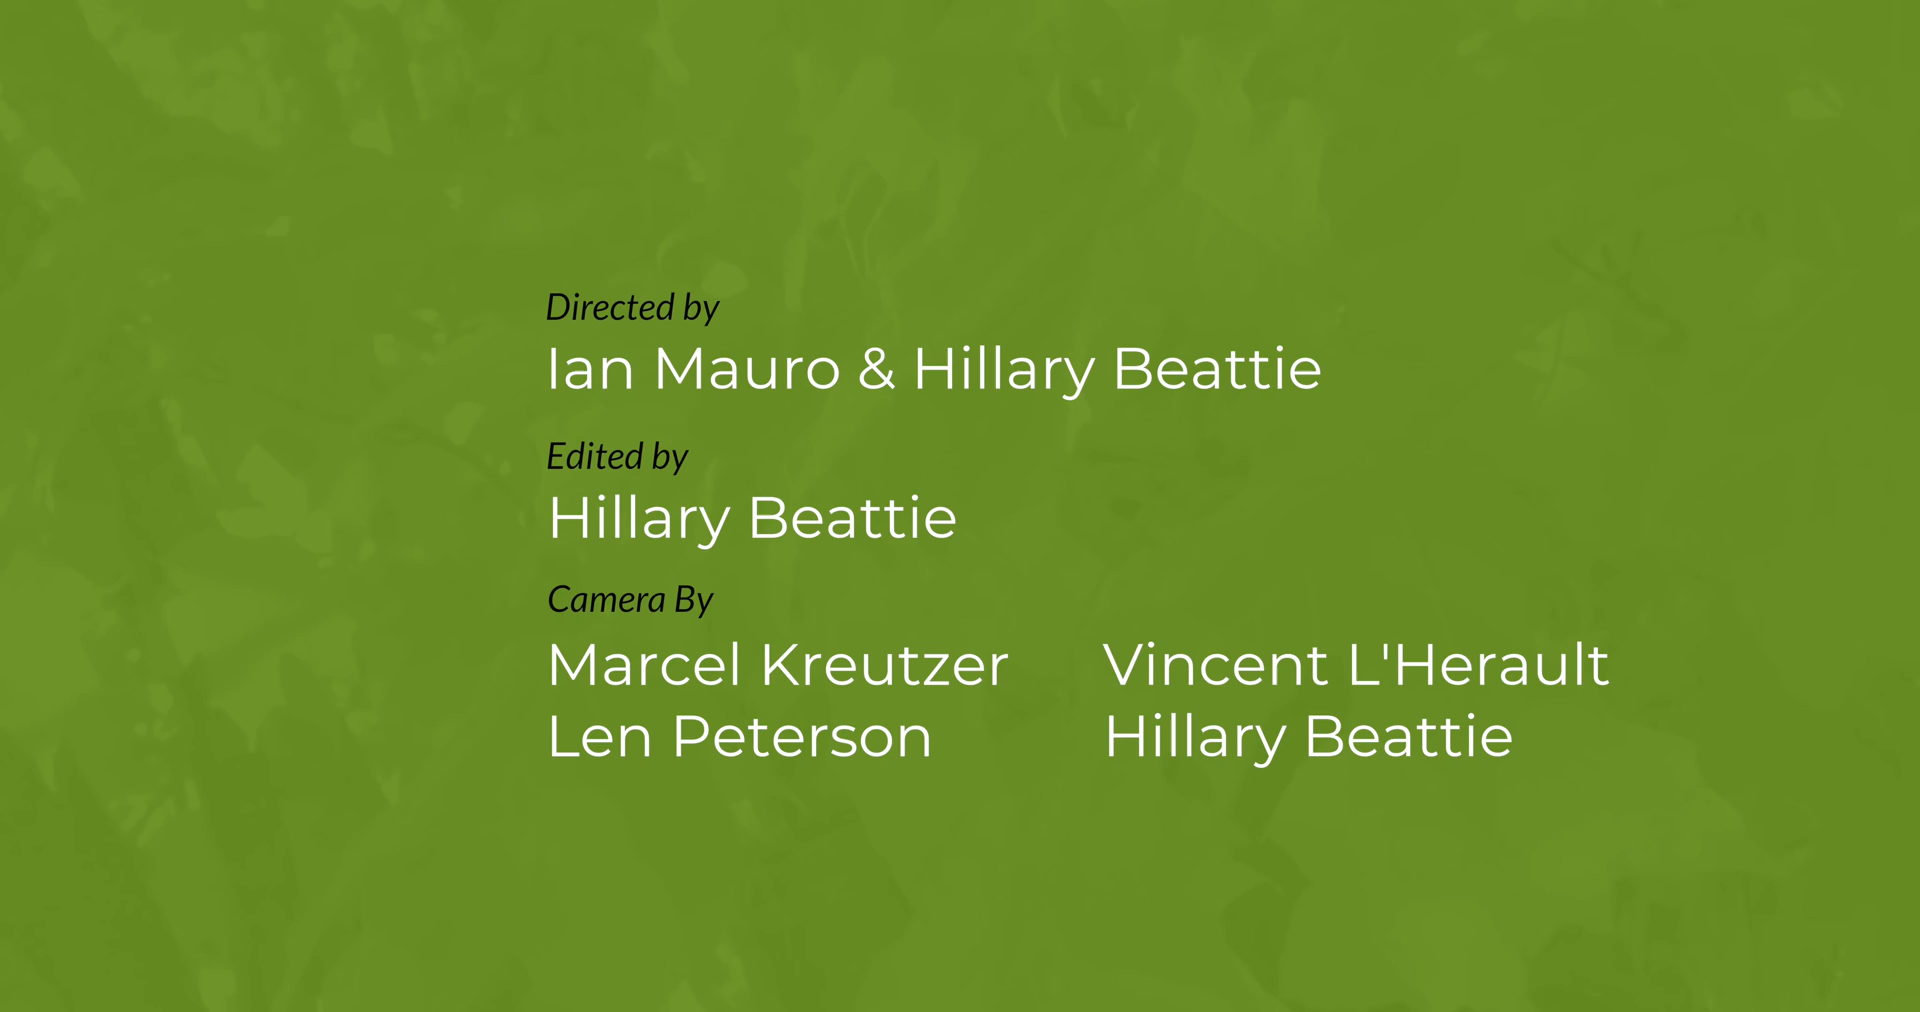 Directed by
Ian Mauro & Hillary Beattie
Edited by
Hillary Beattie
Camera By
Marcel Kreutzer Vincent L'Herault
Len Peterson Hillary Beattie